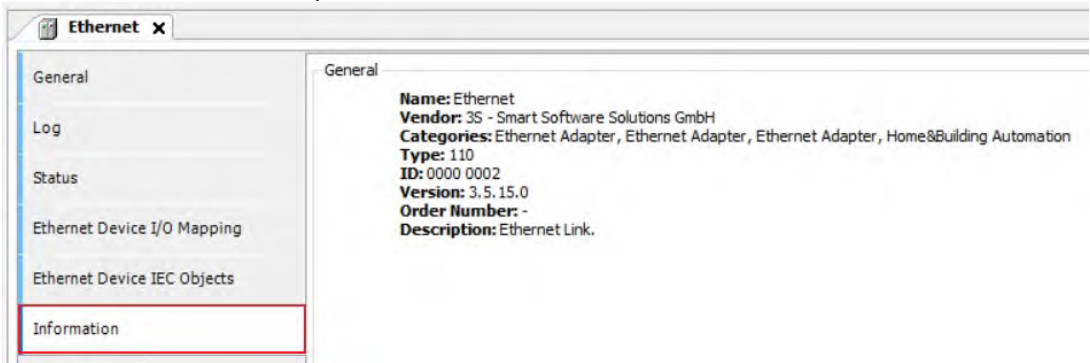 Ethernet X
General
Log
Status
Ethernet Device I/O Mapping
Ethernet Device IEC Objects
Information
General
Name: Ethernet
Vendor: 3S - Smart Software Solutions GmbH
Categories: Ethernet Adapter, Ethernet Adapter, Ethernet Adapter, Home&Building Automation
Type: 110
ID: 0000 0002
Version: 3.5.15.0
Order Number: -
Description: Ethernet Link.